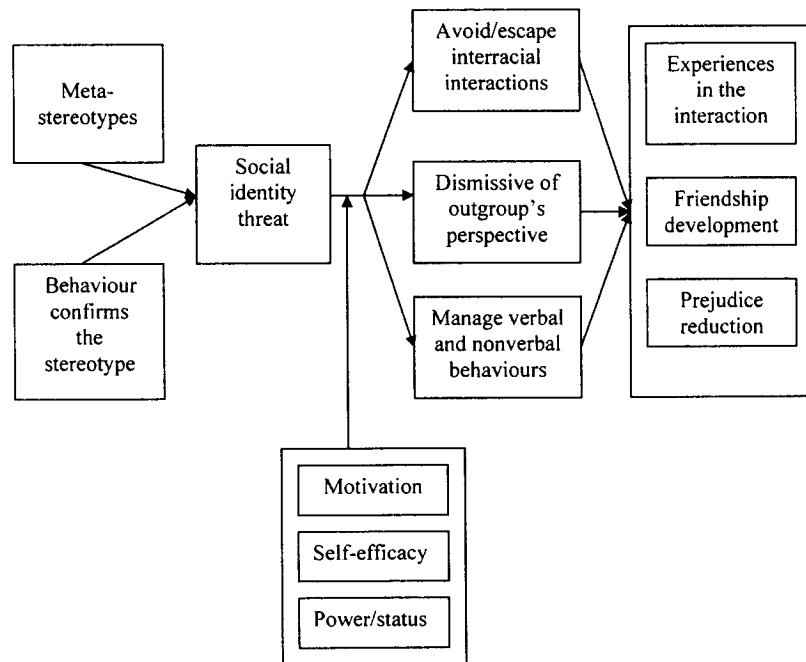 Meta-
stereotypes
Behaviour
confirms
the
stereotype
Social
identity
threat
Avoid/escape
interracial
interactions
Dismissive of
outgroup's
perspective
Manage verbal
and nonverbal
behaviours
Experiences
in the
interaction
Friendship
development
Prejudice
reduction
Motivation
Self-efficacy
Power/status